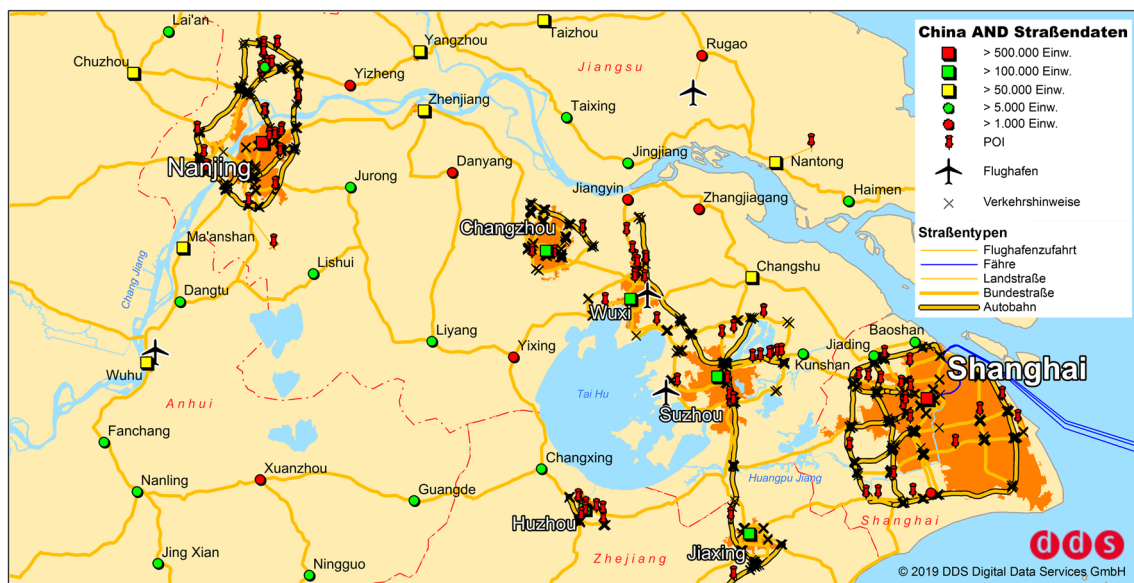 Lai'an
Chuzhou
Yangzhou
Taizhou
Rugao
Jiangsu
Yizheng
Zhenjiang
Taixing
Nanjing
Danyang
Jingjiang
Nantong
Jurong
Jiangyin
Zhangjiagang
Haimen
Ma'anshan
Changzhou
Chang Jiang
Lishui
Changshu
Dangtu
Wuxi
Liyang
Yixing
Baoshan
Jiading
Kunshan
Shanghai
Wuhu
Tai Hu
Suzhou
Anhui
Fanchang
Changxing
Xuanzhou
Nanling
Guangde
Huangpu Jiang
Huzhou
Shanghai
Zhejiang
Jiaxing
Jing Xian
Ningguo
China AND Straßendaten
> 500.000 Einw.
> 100.000 Einw.
> 50.000 Einw.
> 5.000 Einw.
> 1.000 Einw.
POI
Flughafen
Verkehrshinweise
Straßentypen
Flughafenzufahrt
Fähre
Landstraße
Bundestraße
Autobahn
dds
© 2019 DDS Digital Data Services GmbH